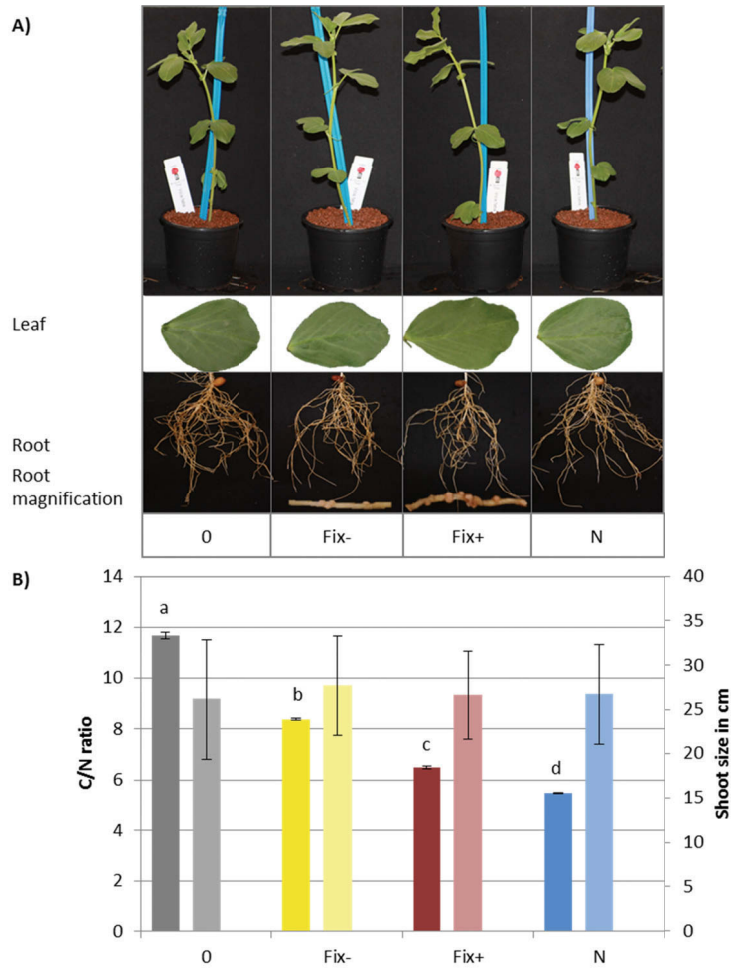 A)
Leaf
Root
Root
magnification
0 Fix- Fix+ N
B)
C/N ratio
14
12
10
8
6
4
2
0
a
b
c
d
40
35
30
25
20
15
10
5
0
Shoot size in cm
0 Fix- Fix+ N